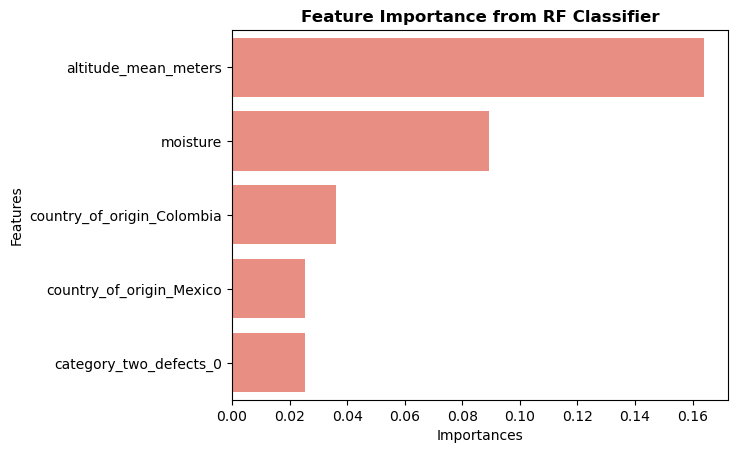 Feature Importance from RF Classifier
altitude_mean_meters
moisture
country_of_origin_Colombia
country_of_origin_Mexico
category_two_defects_0
Features
0.00 0.02 0.04 0.06 0.08 0.10 0.12 0.14 0.16
Importances